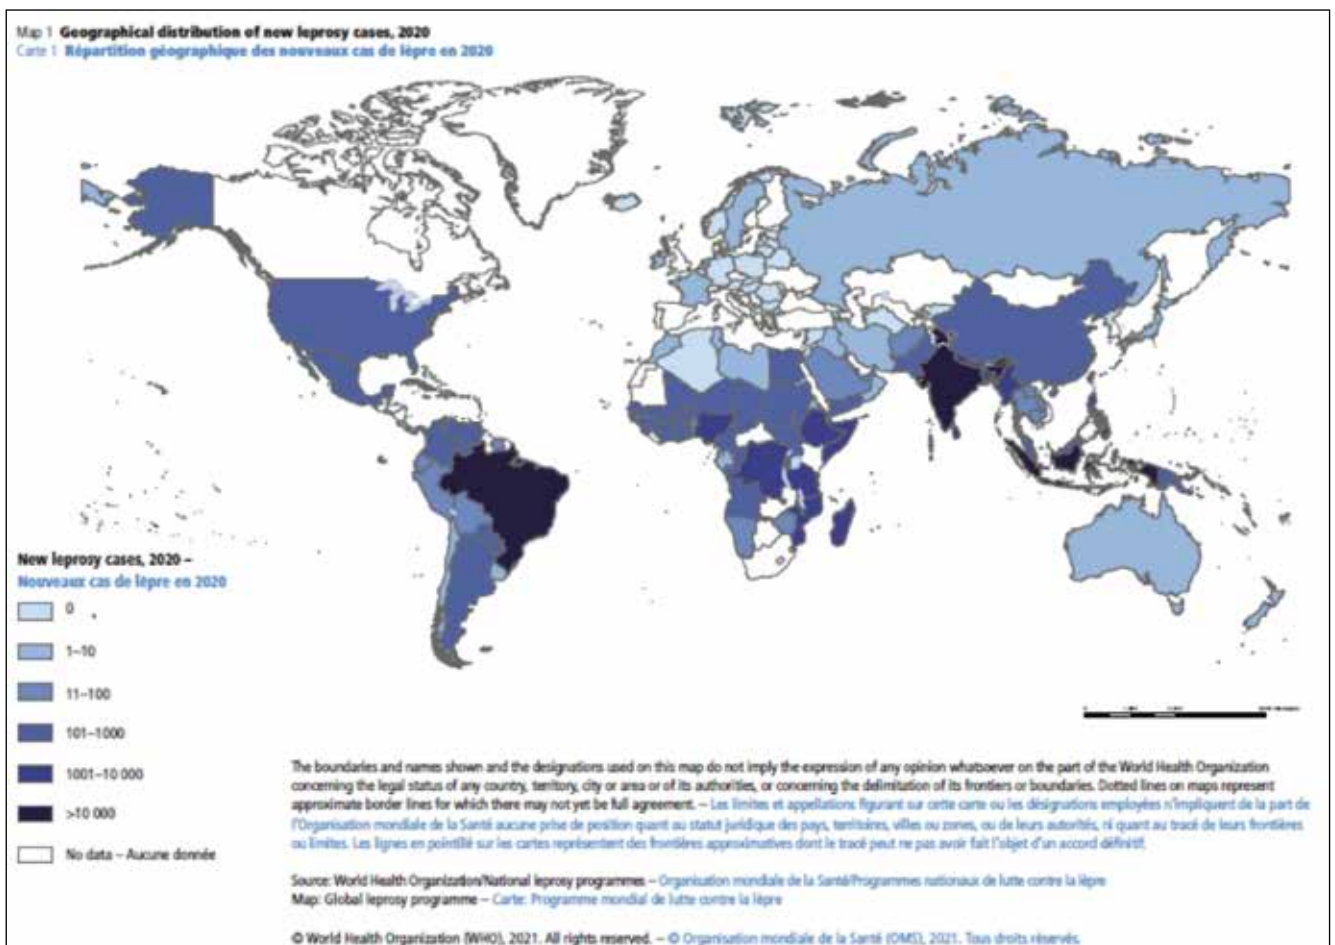 Map 1 Geographical distribution of new leprosy cases, 2020
Carte 1 Répartition géographique des nouveaux cas de lèpre en 2020
New leprosy cases, 2020 –
Nouveaux cas de lèpre en 2020
0
1–10
11–100
101–1000
1001–10 000
>10 000
No data – Aucune donnée
The boundaries and names shown and the designations used on this map do not imply the expression of any opinion whatsoever on the part of the World Health Organization
concerning the legal status of any country, territory, city or area or of its authorities, or concerning the delimitation of its frontiers or boundaries. Dotted lines on maps represent
approximate border lines for which there may not yet be full agreement. – Les limites et appellations figurant sur cette carte ou les désignations employées n'impliquent de la part de
l'Organisation mondiale de la Santé aucune prise de position quant au statut juridique des pays, territoires, villes ou zones, ou de leurs autorités, ni quant au tracé de leurs frontières
ou limites. Les lignes en pointillé sur les cartes représentent des frontières approximatives dont le tracé peut ne pas avoir fait l'objet d'un accord définitif.
Source: World Health Organization/National leprosy programmes – Organisation mondiale de la Santé/Programmes nationaux de lutte contre la lèpre
Map: Global leprosy programme – Carte: Programme mondial de lutte contre la lèpre
© World Health Organization (WHO), 2021. All rights reserved. – © Organisation mondiale de la Santé (OMS), 2021. Tous droits réservés.